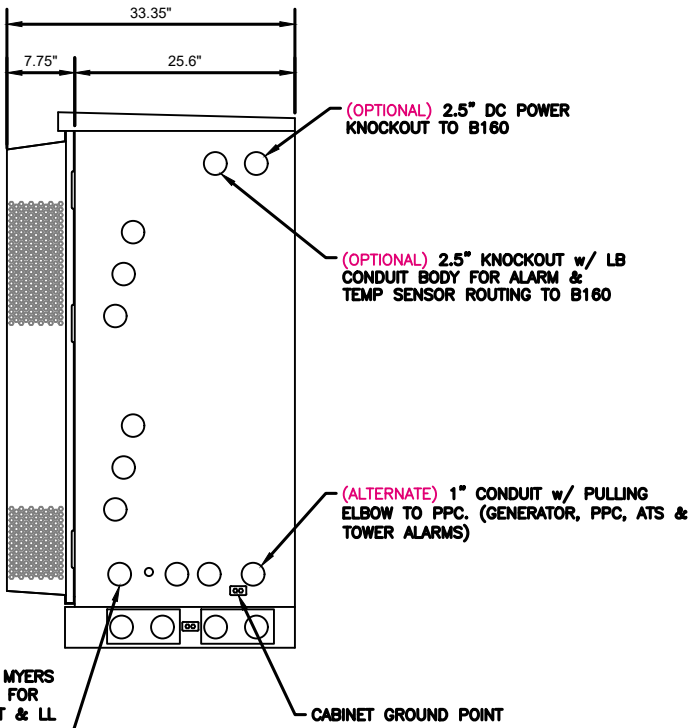 33.35"
7.75"
25.6"
(OPTIONAL) 2.5" DC POWER
KNOCKOUT TO B160
(OPTIONAL) 2.5" KNOCKOUT w/ LB
CONDUIT BODY FOR ALARM &
TEMP SENSOR ROUTING TO B160
(ALTERNATE) 1" CONDUIT w/ PULLING
ELBOW TO PPC. (GENERATOR, PPC, ATS &
TOWER ALARMS)
MYERS
FOR
T & LL
CABINET GROUND POINT